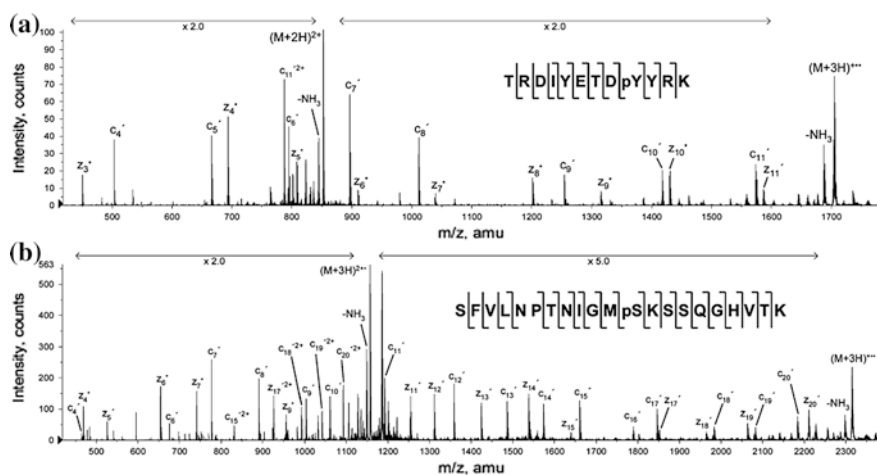 (a)
x 2.0
x 2.0
(M+2H)²⁺
(M+3H)⁺•••
TRDIYETDpYYRK
Intensity, counts
100
90
80
70
60
50
40
30
20
10
0
z₃⁺
c₄´
c₅´
z₄⁺
c₁₁´²⁺
c₆´
z₅⁺
-NH₃
c₇´
z₆⁺
c₈´
z₇⁺
z₈⁺
c₉´
z₉⁺
c₁₀´
z₁₀⁺
c₁₁´
z₁₁´
-NH₃
500 600 700 800 900 1000 1100 1200 1300 1400 1500 1600 1700
m/z, amu
(b)
x 2.0
x 5.0
(M+3H)²⁺•
(M+3H)⁺•••
SFVLNPTNIGMpSKSSQGHVTK
Intensity, counts
563
500
400
300
200
100
0
c₄´
z₄⁺
z₅´
z₆⁺
c₆´
z₇⁺
c₇´
c₁₅´²⁺
c₈´
z₁₇´²⁺
z₉⁺
c₁₈´²⁺
c₉´
c₁₉´²⁺
c₁₀´
c₂₀´²⁺
-NH₃
c₁₁´
z₁₁´
z₁₂´
c₁₂´
z₁₃´
c₁₃´
z₁₄´
c₁₄´
z₁₅´
c₁₅´
c₁₆´
c₁₇´
z₁₇´
z₁₈´
c₁₈´
z₁₉´
c₁₉´
c₂₀´
z₂₀´
-NH₃
500 600 700 800 900 1000 1100 1200 1300 1400 1500 1600 1700 1800 1900 2000 2100 2200 2300
m/z, amu